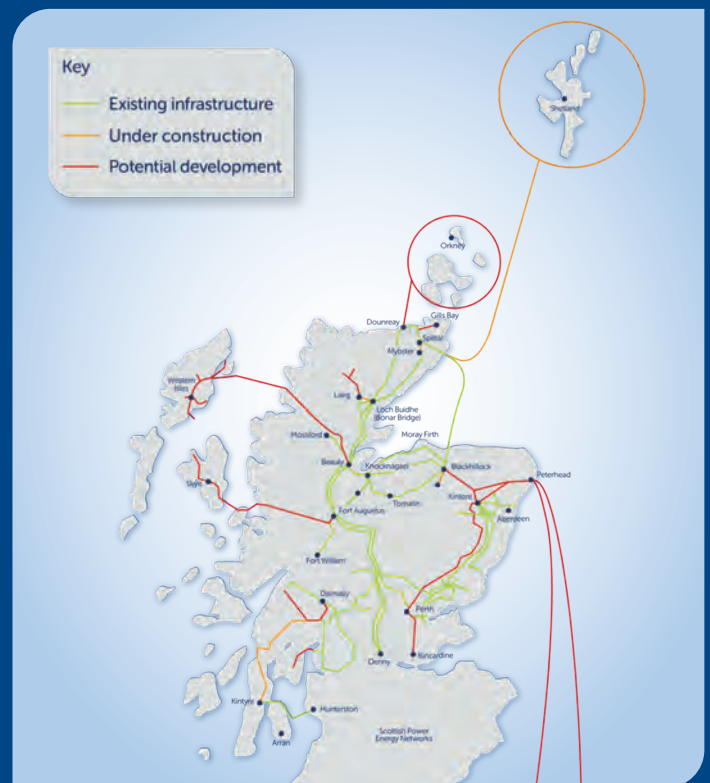 Key
Existing infrastructure
Under construction
Potential development
Shetland
Orkney
Gills Bay
Dounreay
Spittal
Mybster
Western
Isles
Lairg
Loch Buidhe
(Bonar Bridge)
Mossford
Moray Firth
Beauly
Knocknagael
Blackhillock
Peterhead
Skye
Kintore
Tomatin
Fort Augustus
Aberdeen
Fort William
Dalmally
Perth
Denny
Kincardine
Kintyre
Hunterston
Arran
Scottish Power
Energy Networks